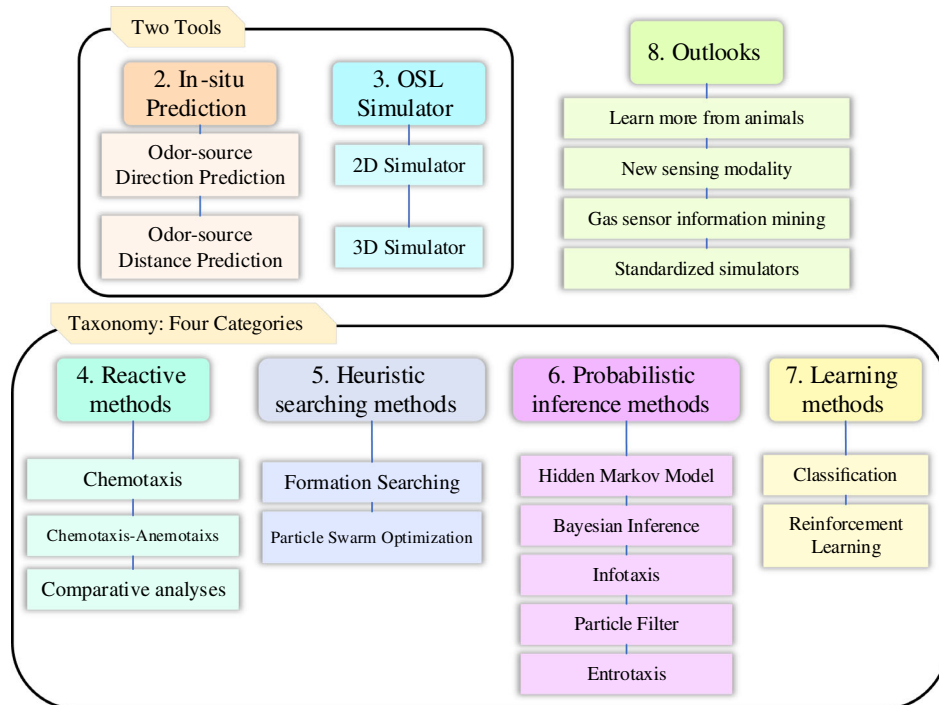 Two Tools
2. In-situ
Prediction
Odor-source
Direction Prediction
Odor-source
Distance Prediction
3. OSL
Simulator
2D Simulator
3D Simulator
8. Outlooks
Learn more from animals
New sensing modality
Gas sensor information mining
Standardized simulators
Taxonomy: Four Categories
4. Reactive
methods
Chemotaxis
Chemotaxis-Anemotaixs
Comparative analyses
5. Heuristic
searching methods
Formation Searching
Particle Swarm Optimization
6. Probabilistic
inference methods
Hidden Markov Model
Bayesian Inference
Infotaxis
Particle Filter
Entrotaxis
7. Learning
methods
Classification
Reinforcement
Learning